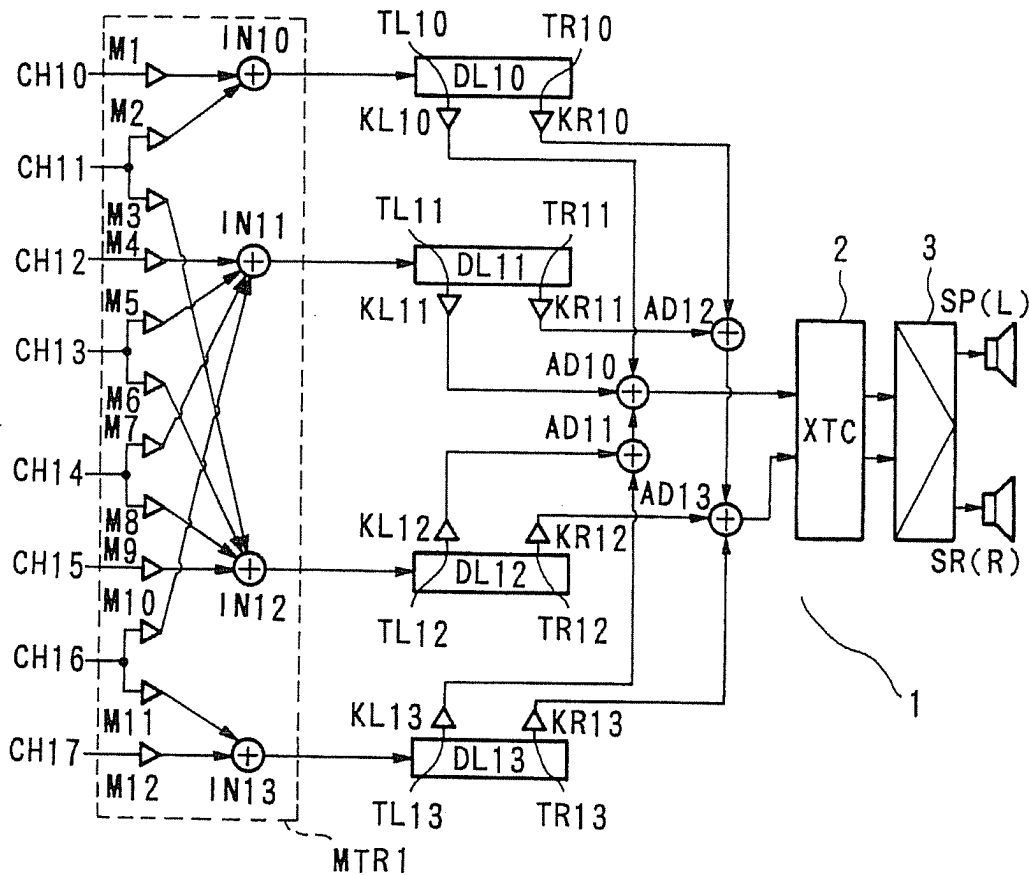 TL10 TR10
M1 IN10
CH10 DL10
M2 KL10 KR10
CH11
M3 IN11 TL11 TR11
M4
CH12 DL11 2 3
M5 KL11 KR11 AD12 SP(L)
CH13
AD10
M6
M7 AD11 XTC
CH14
AD13
M8 KL12 KR12
M9
CH15 DL12 SR(R)
M10 IN12
TL12 TR12
CH16
1
M11 KL13 KR13
CH17 DL13
M12 IN13
TL13 TR13
MTR1